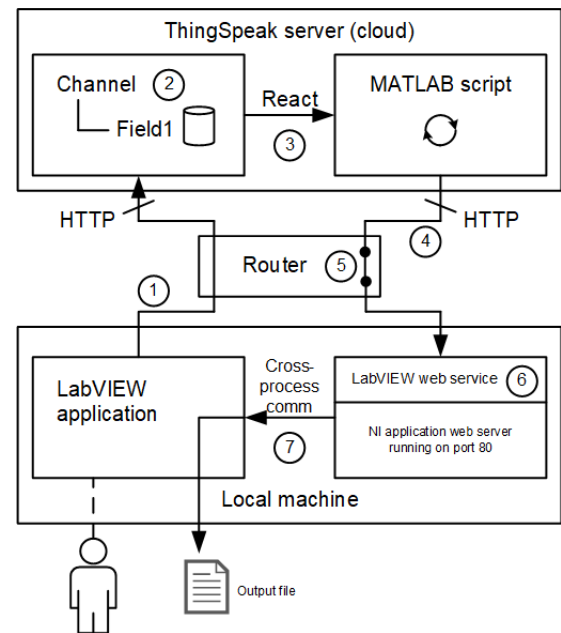 ThingSpeak server (cloud)
Channel
2
Field1
React
3
MATLAB script
HTTP
HTTP
4
Router
5
1
LabVIEW
application
Cross-
process
comm
7
LabVIEW web service
6
NI application web server
running on port 80
Local machine
Output file